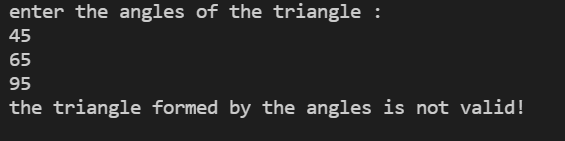 enter the angles of the triangle :
45
65
95
the triangle formed by the angles is not valid!